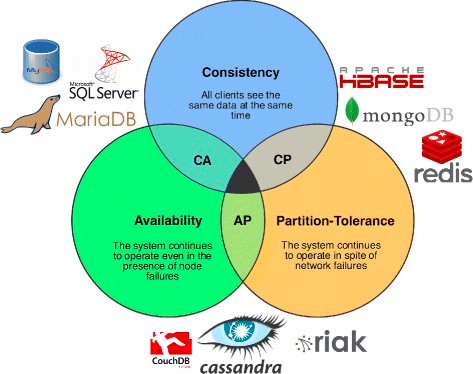 MySQL
Microsoft
SQL Server
MariaDB
Consistency
All clients see the
same data at the same
time
APACHE
HBASE
mongoDB
redis
CA
CP
AP
Availability
The system continues
to operate even in the
presence of node
failures
Partition-Tolerance
The system continues
to operate in spite of
network failures
CouchDB
cassandra
riak